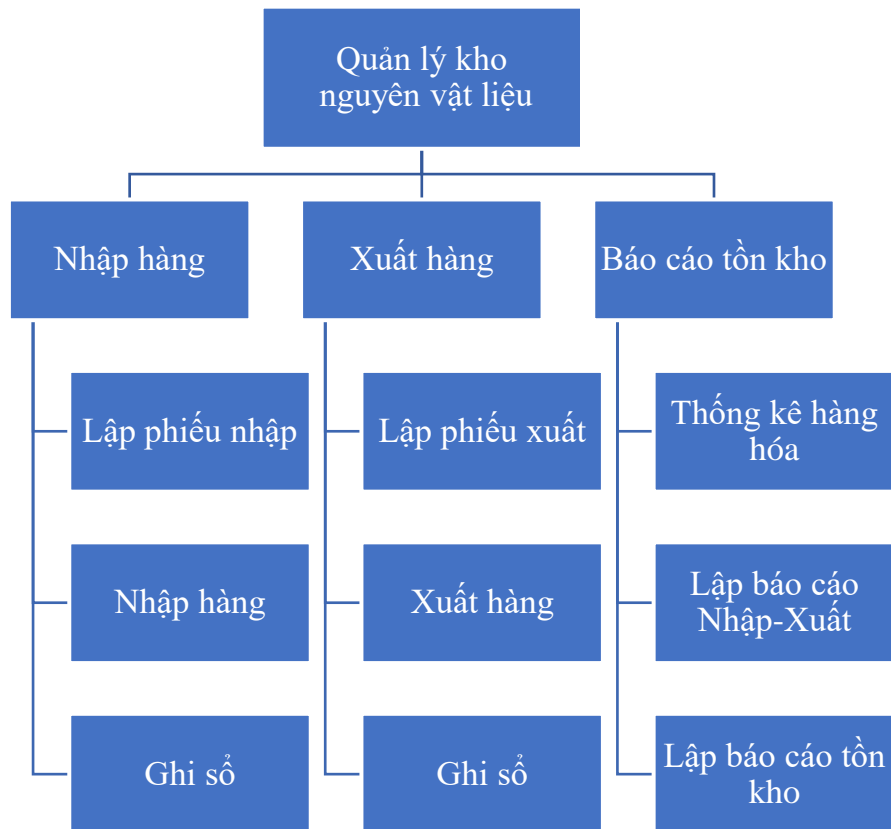 Quản lý kho
nguyên vật liệu
Nhập hàng
Xuất hàng
Báo cáo tồn kho
Lập phiếu nhập
Lập phiếu xuất
Thống kê hàng
hóa
Nhập hàng
Xuất hàng
Lập báo cáo
Nhập-Xuất
Ghi sổ
Ghi sổ
Lập báo cáo tồn
kho